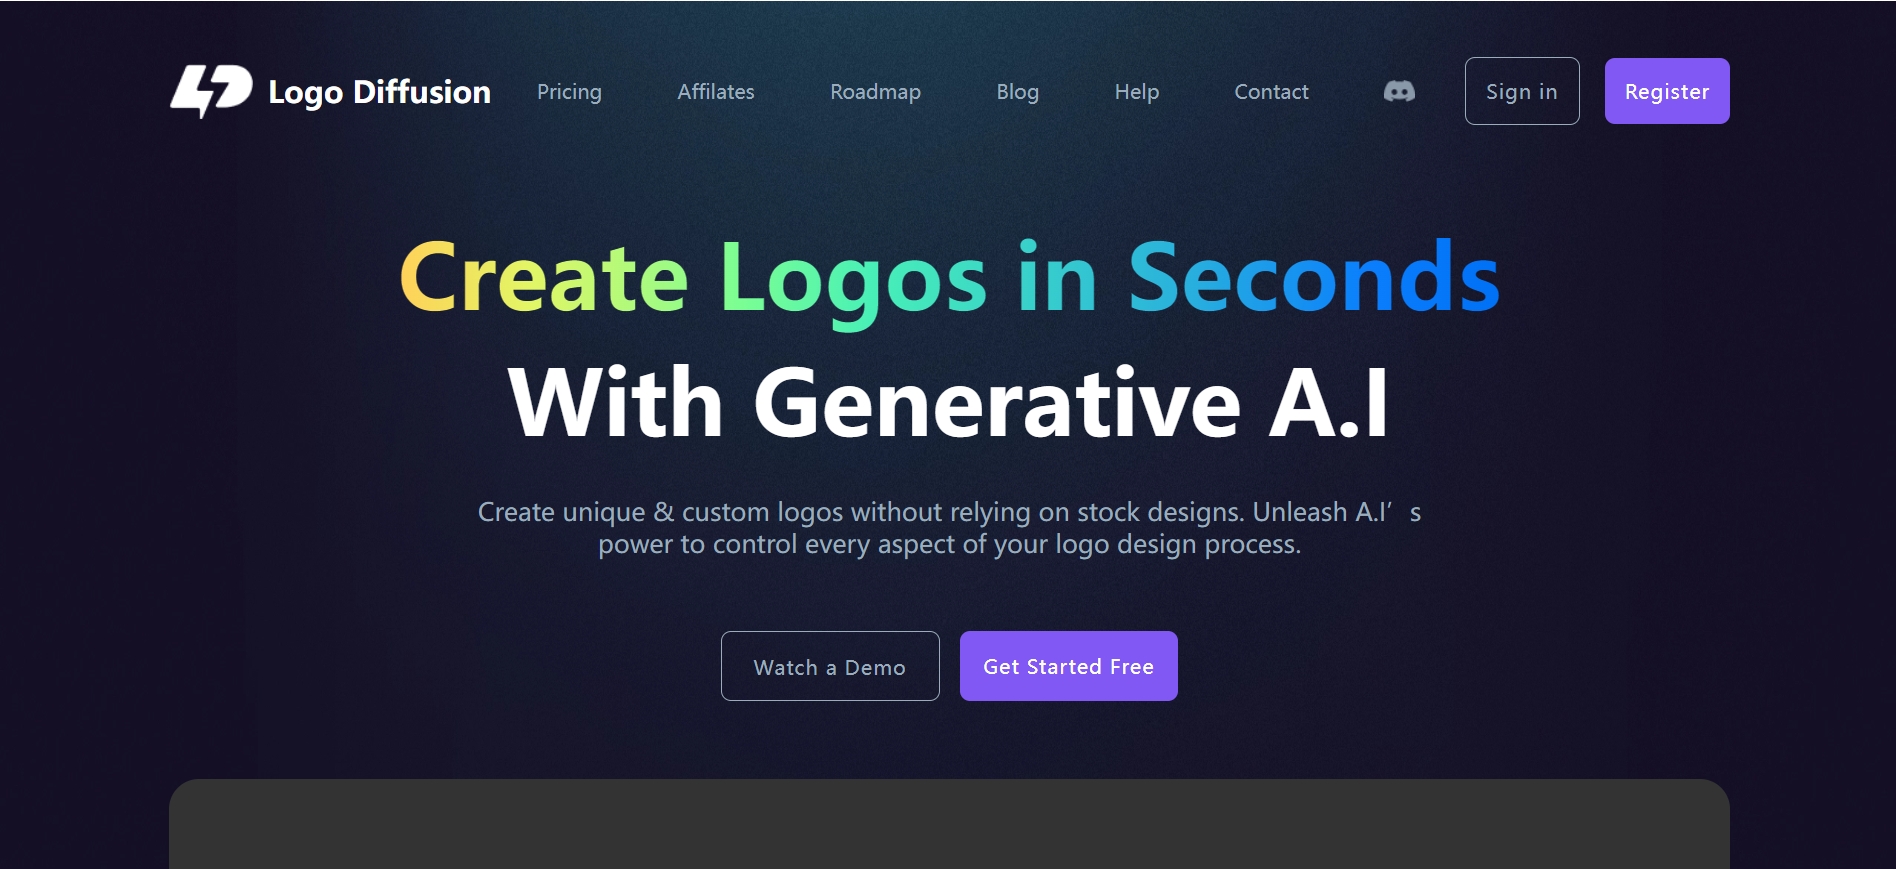 Logo Diffusion
Pricing
Affilates
Roadmap
Blog
Help
Contact
Sign in
Register
Create Logos in Seconds
With Generative A.I
Create unique & custom logos without relying on stock designs. Unleash A.I’s
power to control every aspect of your logo design process.
Watch a Demo
Get Started Free